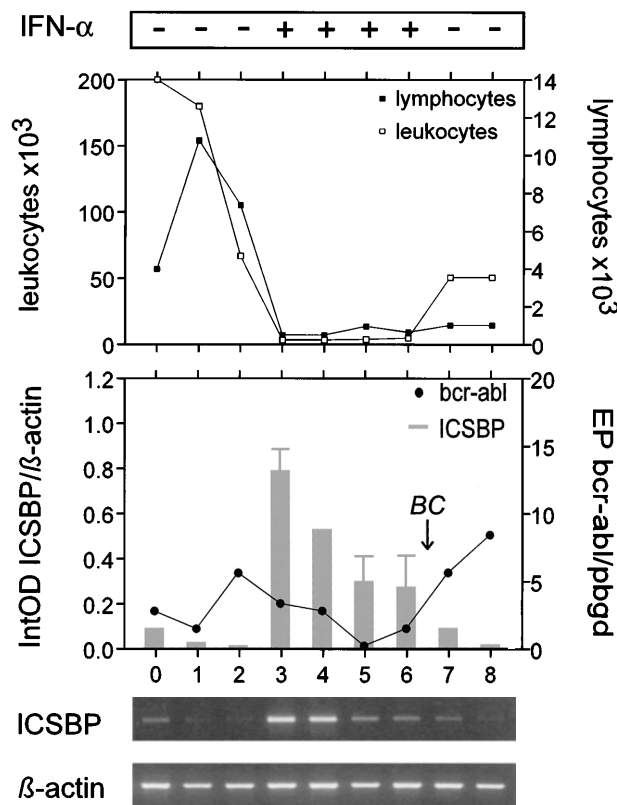 IFN-α - - - + + + + - -
leukocytes x10³
200
150
100
50
0
lymphocytes
leukocytes
14
12
10
8
6
4
2
0
lymphocytes x10³
IntOD ICSBP/ß-actin
1.2
1.0
0.8
0.6
0.4
0.2
0.0
bcr-abl
ICSBP
BC
20
15
10
5
0
EP bcr-abl/pbgd
0 1 2 3 4 5 6 7 8
ICSBP
ß-actin